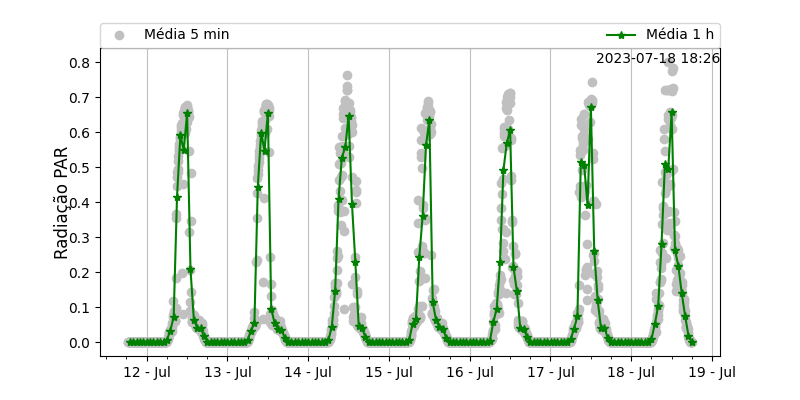 Média 5 min
Média 1 h
2023-07-18 18:26
Radiação PAR
0.8
0.7
0.6
0.5
0.4
0.3
0.2
0.1
0.0
12 - Jul
13 - Jul
14 - Jul
15 - Jul
16 - Jul
17 - Jul
18 - Jul
19 - Jul